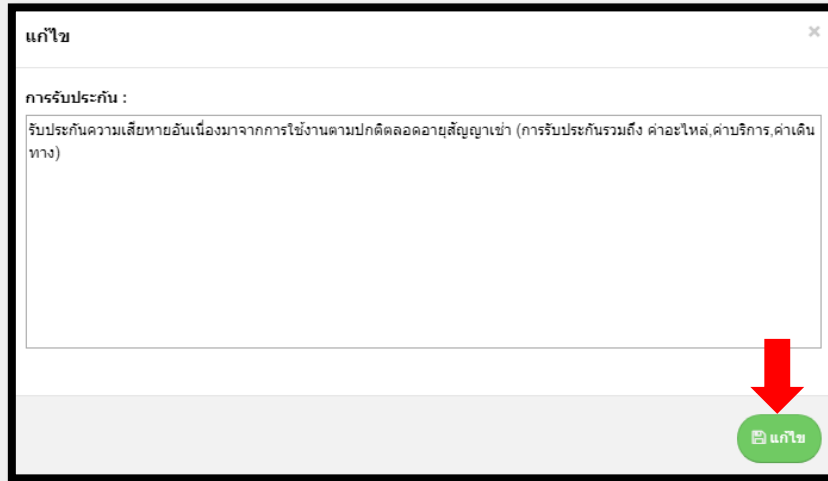 แก้ไข
×
การรับประกัน :
รับประกันความเสียหายอันเนื่องมาจากการใช้งานตามปกติตลอดอายุสัญญาเช่า (การรับประกันรวมถึง ค่าอะไหล่,ค่าบริการ,ค่าเดิน
ทาง)
แก้ไข